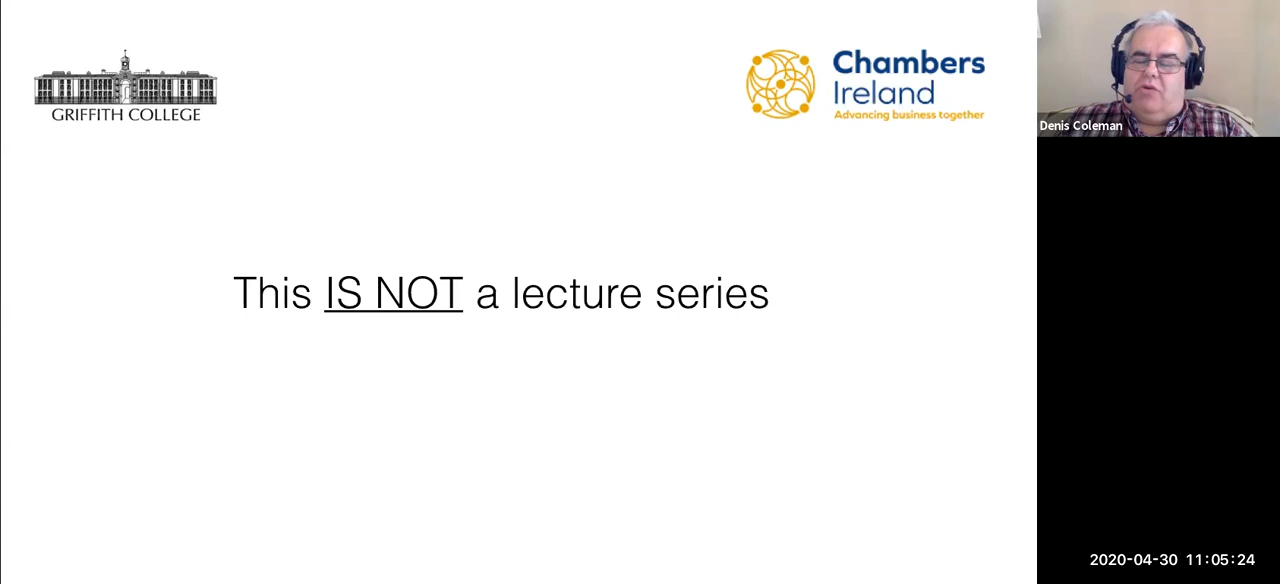 GRIFFITH COLLEGE
Chambers
Ireland
Advancing business together
Denis Coleman
This IS NOT a lecture series
2020-04-30 11:05:24